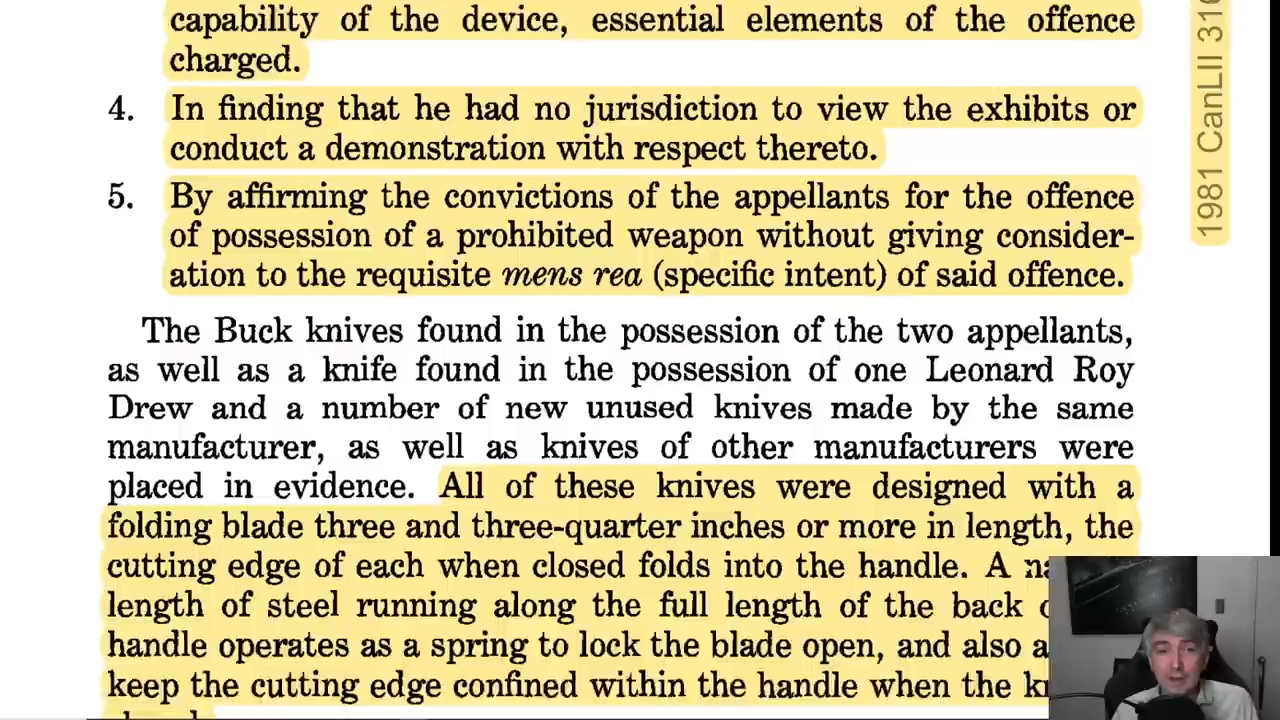 capability of the device, essential elements of the offence
charged.
4. In finding that he had no jurisdiction to view the exhibits or
conduct a demonstration with respect thereto.
5. By affirming the convictions of the appellants for the offence
of possession of a prohibited weapon without giving consider-
ation to the requisite mens rea (specific intent) of said offence.
The Buck knives found in the possession of the two appellants,
as well as a knife found in the possession of one Leonard Roy
Drew and a number of new unused knives made by the same
manufacturer, as well as knives of other manufacturers were
placed in evidence. All of these knives were designed with a
folding blade three and three-quarter inches or more in length, the
cutting edge of each when closed folds into the handle. A
length of steel running along the full length of the back
handle operates as a spring to lock the blade open, and also
keep the cutting edge confined within the handle when the
1981 CanLII